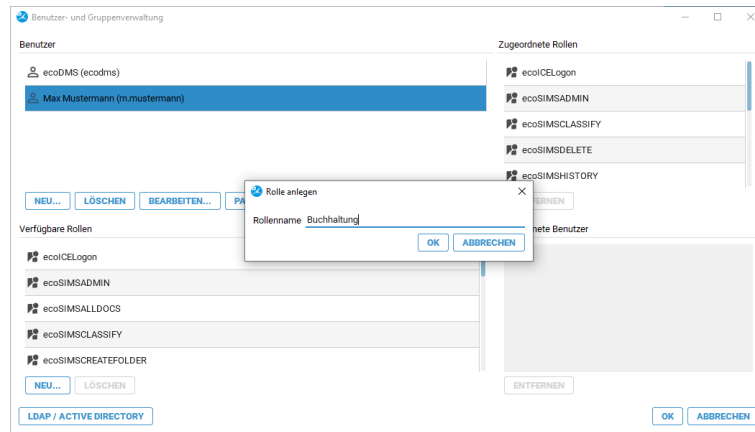 Benutzer- und Gruppenverwaltung
Benutzer
Zugeordnete Rollen
ecoDMS (ecodms)
Max Mustermann (m.mustermann)
ecoICELogon
ecoSIMSADMIN
ecoSIMSCLASSIFY
ecoSIMSDELETE
ecoSIMSHISTORY
Rolle anlegen
Rollenname Buchhaltung
OK ABBRECHEN
NEU... LÖSCHEN BEARBEITEN...
Verfügbare Rollen
Benutzer
ecoICELogon
ecoSIMSADMIN
ecoSIMSALLDOCS
ecoSIMSCLASSIFY
ecoSIMSCREATEFOLDER
NEU... LÖSCHEN
ENTFERNEN
LDAP / ACTIVE DIRECTORY
OK ABBRECHEN